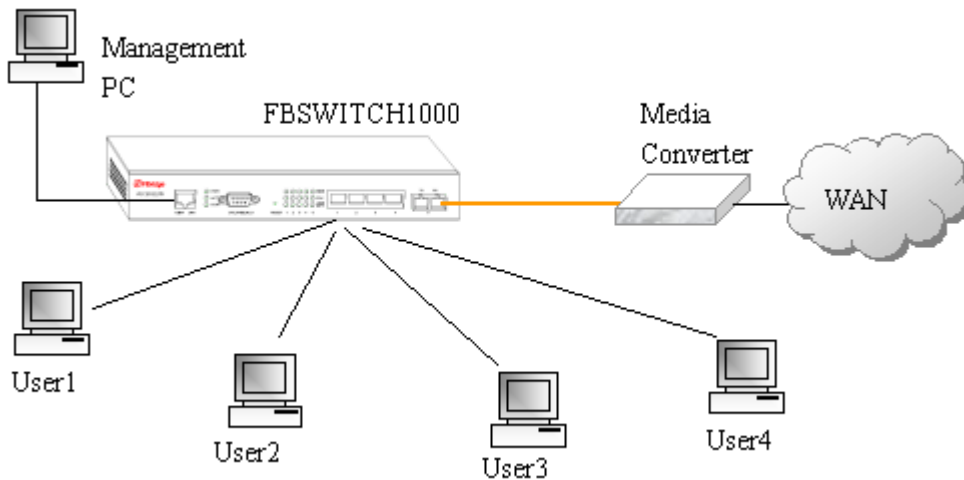 Management
PC
FBSWITCH1000
Media
Converter
WAN
User1
User2
User3
User4